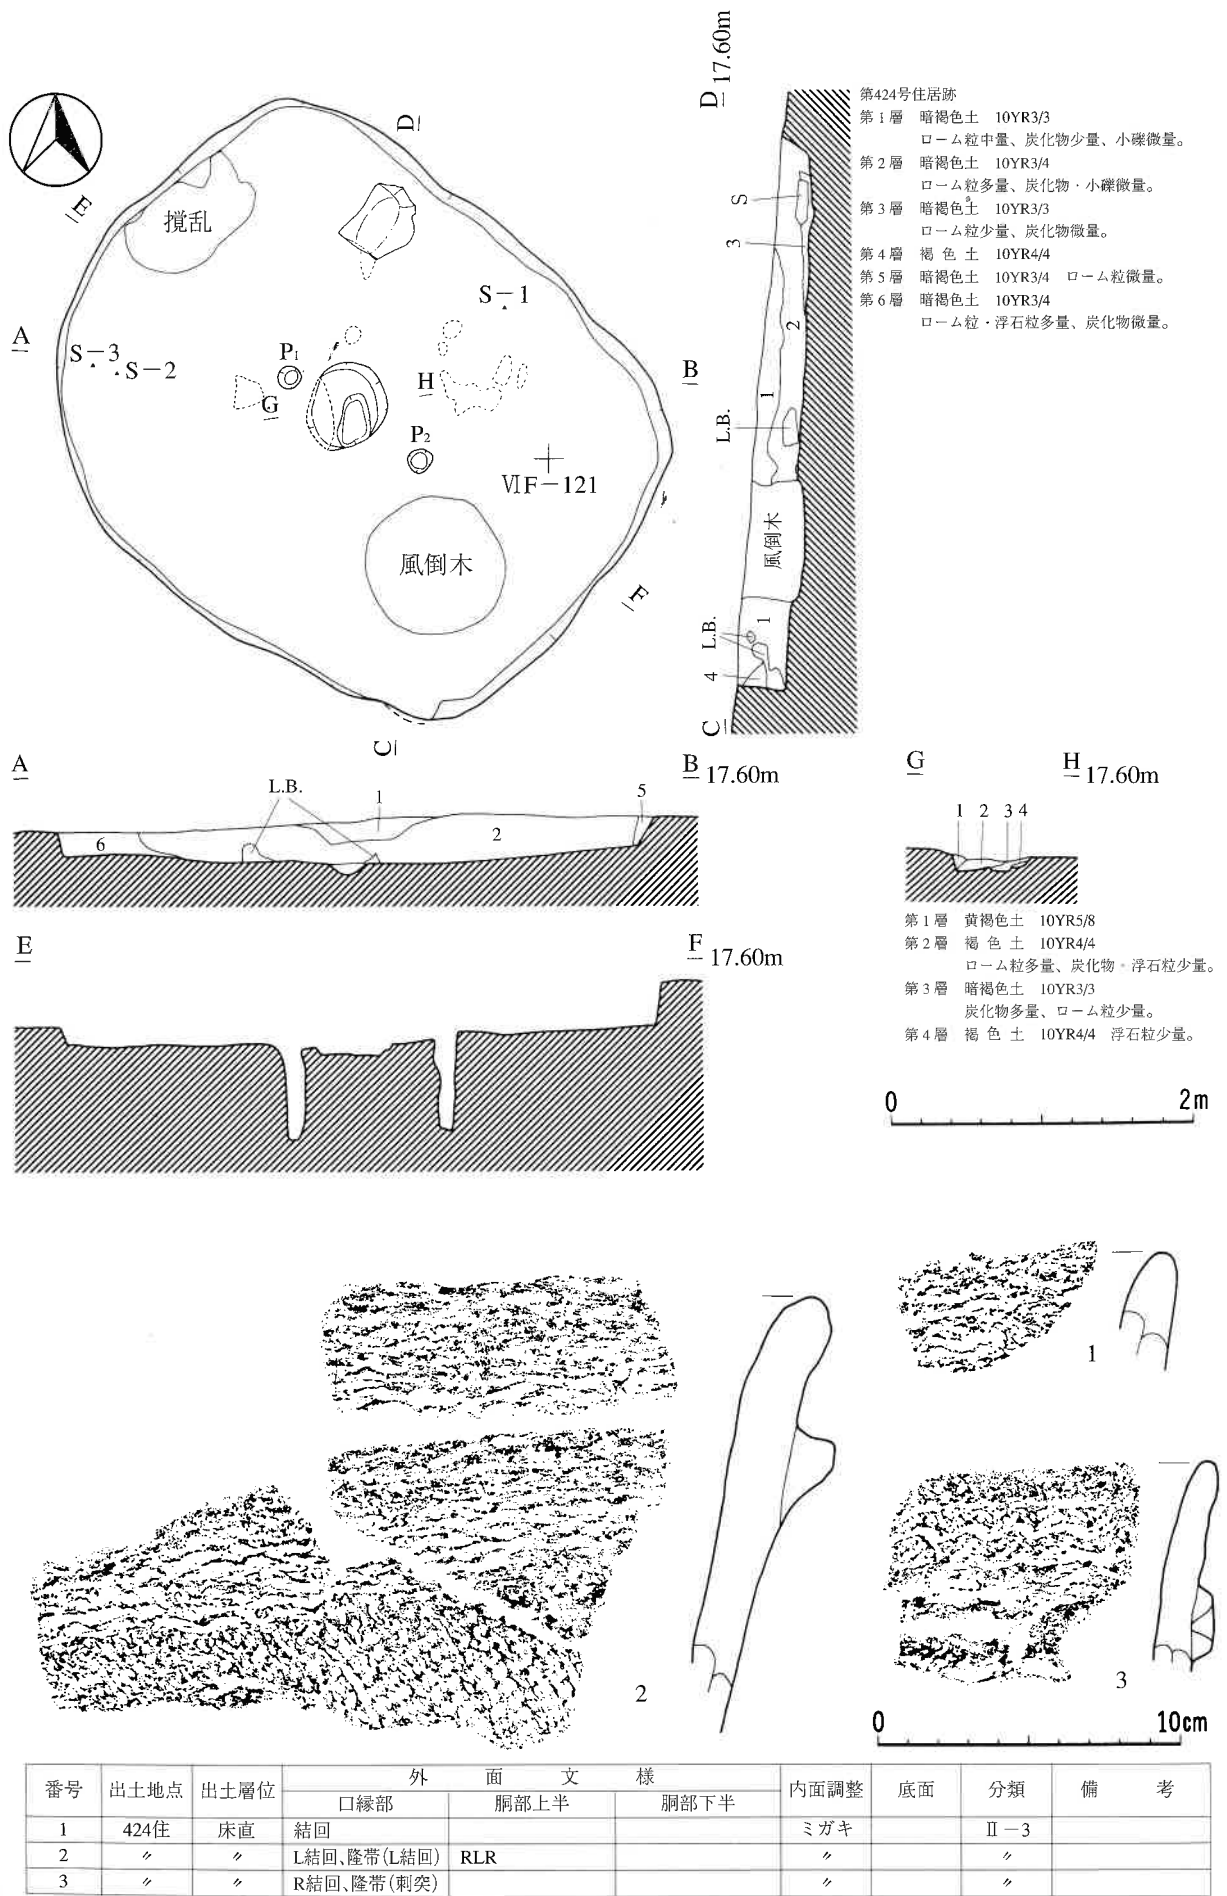 D
E
撹乱
S－1
A
S－3
S－2
P1
G
H
B
P2
ⅥF－121
風倒木
F
C
D 17.60m
S
3
2
1
L.B.
風倒木
1
L.B.
4
C
第424号住居跡
第1層 暗褐色土 10YR3/3
ローム粒中量、炭化物少量、小礫微量。
第2層 暗褐色土 10YR3/4
ローム粒多量、炭化物・小礫微量。
第3層 暗褐色土 10YR3/3
ローム粒少量、炭化物微量。
第4層 褐色土 10YR4/4
第5層 暗褐色土 10YR3/4 ローム粒微量。
第6層 暗褐色土 10YR3/4
ローム粒・浮石粒多量、炭化物微量。
A
B 17.60m
L.B.
1
5
6
2
G
H 17.60m
1 2 3 4
第1層 黄褐色土 10YR5/8
第2層 褐色土 10YR4/4
ローム粒多量、炭化物・浮石粒少量。
第3層 暗褐色土 10YR3/3
炭化物多量、ローム粒少量。
第4層 褐色土 10YR4/4 浮石粒少量。
E
F 17.60m
0 2m
1
2
3
0 10cm
番号 出土地点 出土層位 外面文様 内面調整 底面 分類 備考
口縁部 胴部上半 胴部下半
1 424住 床直 結回 ミガキ Ⅱ－3
2 〃 〃 L結回、隆帯(L結回) RLR 〃 〃
3 〃 〃 R結回、隆帯(刺突) 〃 〃